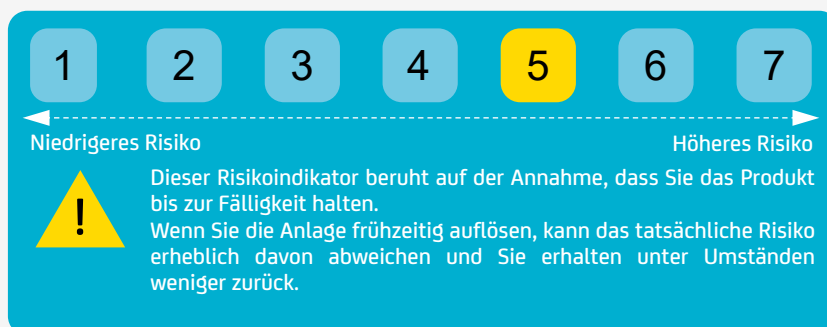 1 2 3 4 5 6 7
Niedrigeres Risiko Höheres Risiko
!
Dieser Risikoindikator beruht auf der Annahme, dass Sie das Produkt
bis zur Fälligkeit halten.
Wenn Sie die Anlage frühzeitig auflösen, kann das tatsächliche Risiko
erheblich davon abweichen und Sie erhalten unter Umständen
weniger zurück.